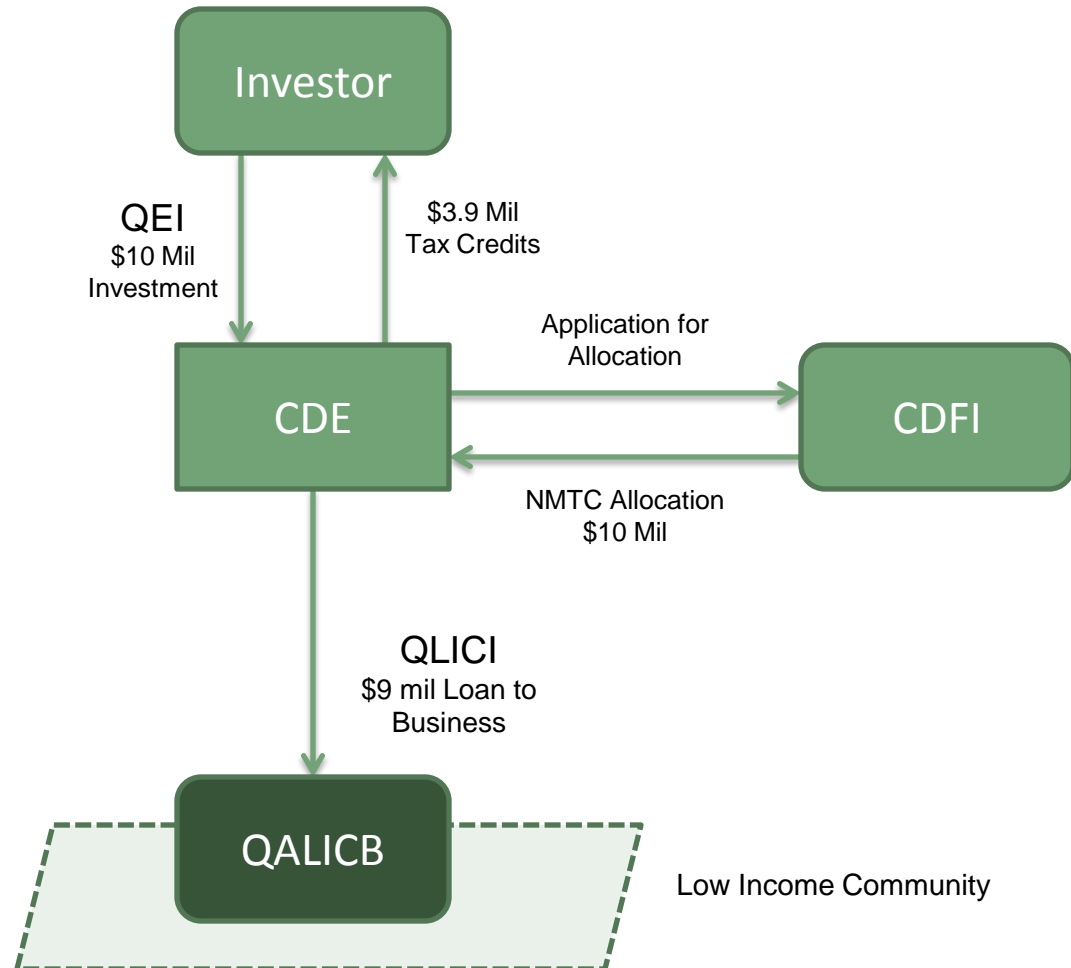 Investor
QEI
$10 Mil
Investment
$3.9 Mil
Tax Credits
Application for
Allocation
CDE
CDFI
NMTC Allocation
$10 Mil
QLICI
$9 mil Loan to
Business
QALICB
Low Income Community